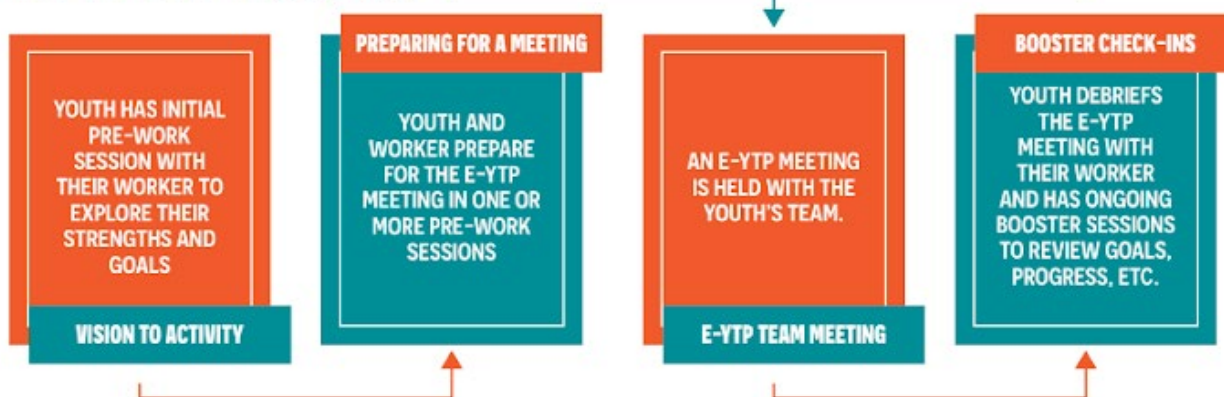 YOUTH HAS INITIAL
PRE-WORK
SESSION WITH
THEIR WORKER TO
EXPLORE THEIR
STRENGTHS AND
GOALS
VISION TO ACTIVITY
PREPARING FOR A MEETING
YOUTH AND
WORKER PREPARE
FOR THE E-YTP
MEETING IN ONE OR
MORE PRE-WORK
SESSIONS
AN E-YTP MEETING
IS HELD WITH THE
YOUTH'S TEAM.
E-YTP TEAM MEETING
BOOSTER CHECK-INS
YOUTH DEBRIEFS
THE E-YTP
MEETING WITH
THEIR WORKER
AND HAS ONGOING
BOOSTER SESSIONS
TO REVIEW GOALS,
PROGRESS, ETC.